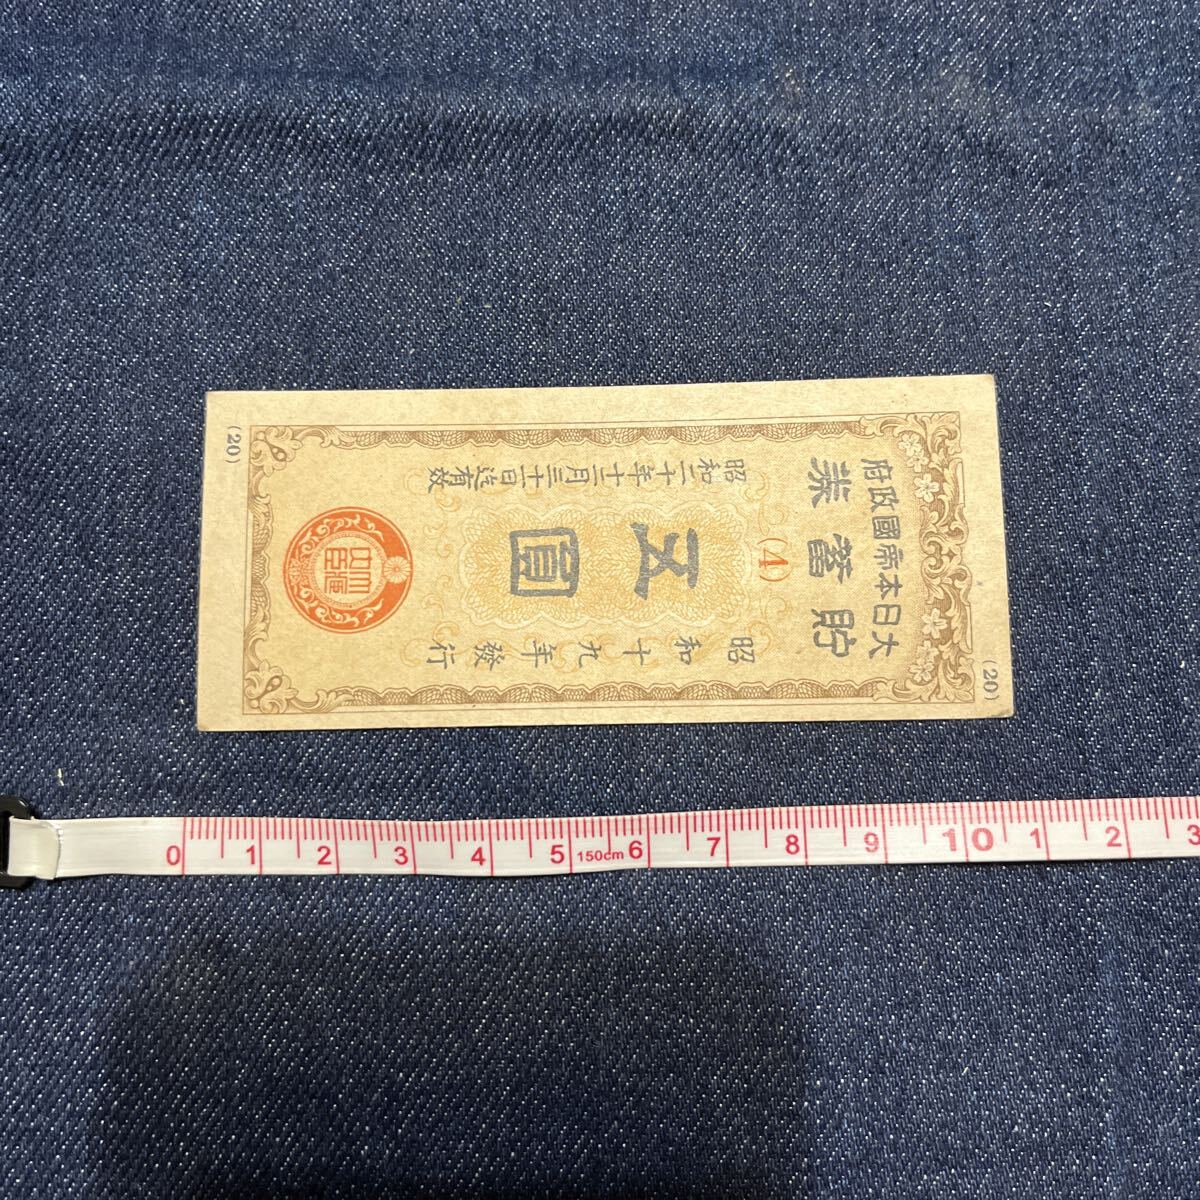 (20)
大日本帝國政府
貯蓄券
(4)
昭和十九年發行
五圓
昭和二十年十二月三十一日迄有效
(20)
0 1 2 3 4 5 150cm 6 7 8 9 10 1 2 3